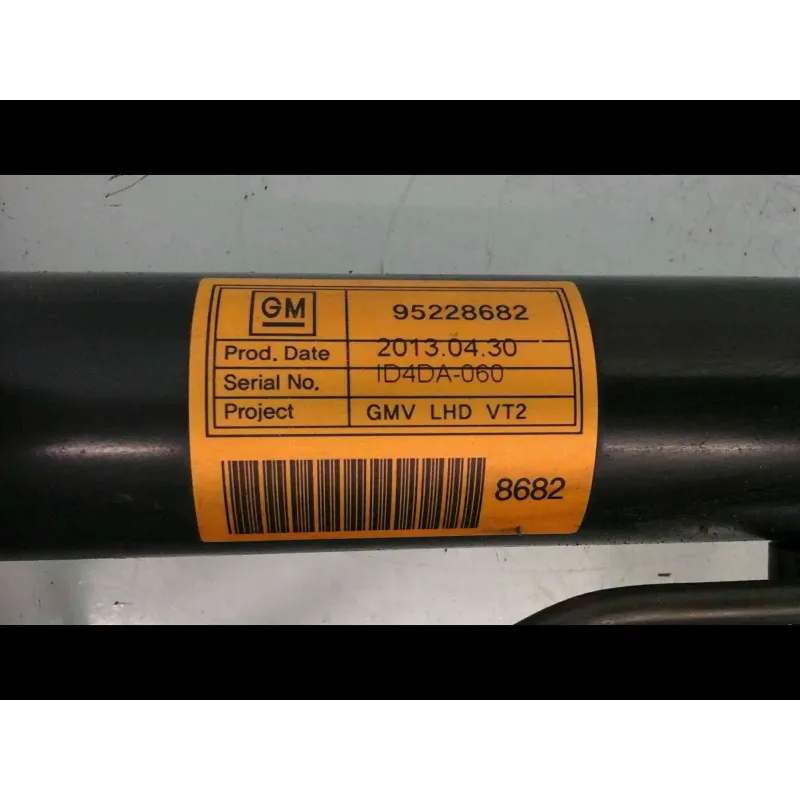 GM 95228682
Prod. Date 2013.04.30
Serial No. ID4DA-060
Project GMV LHD VT2
8682